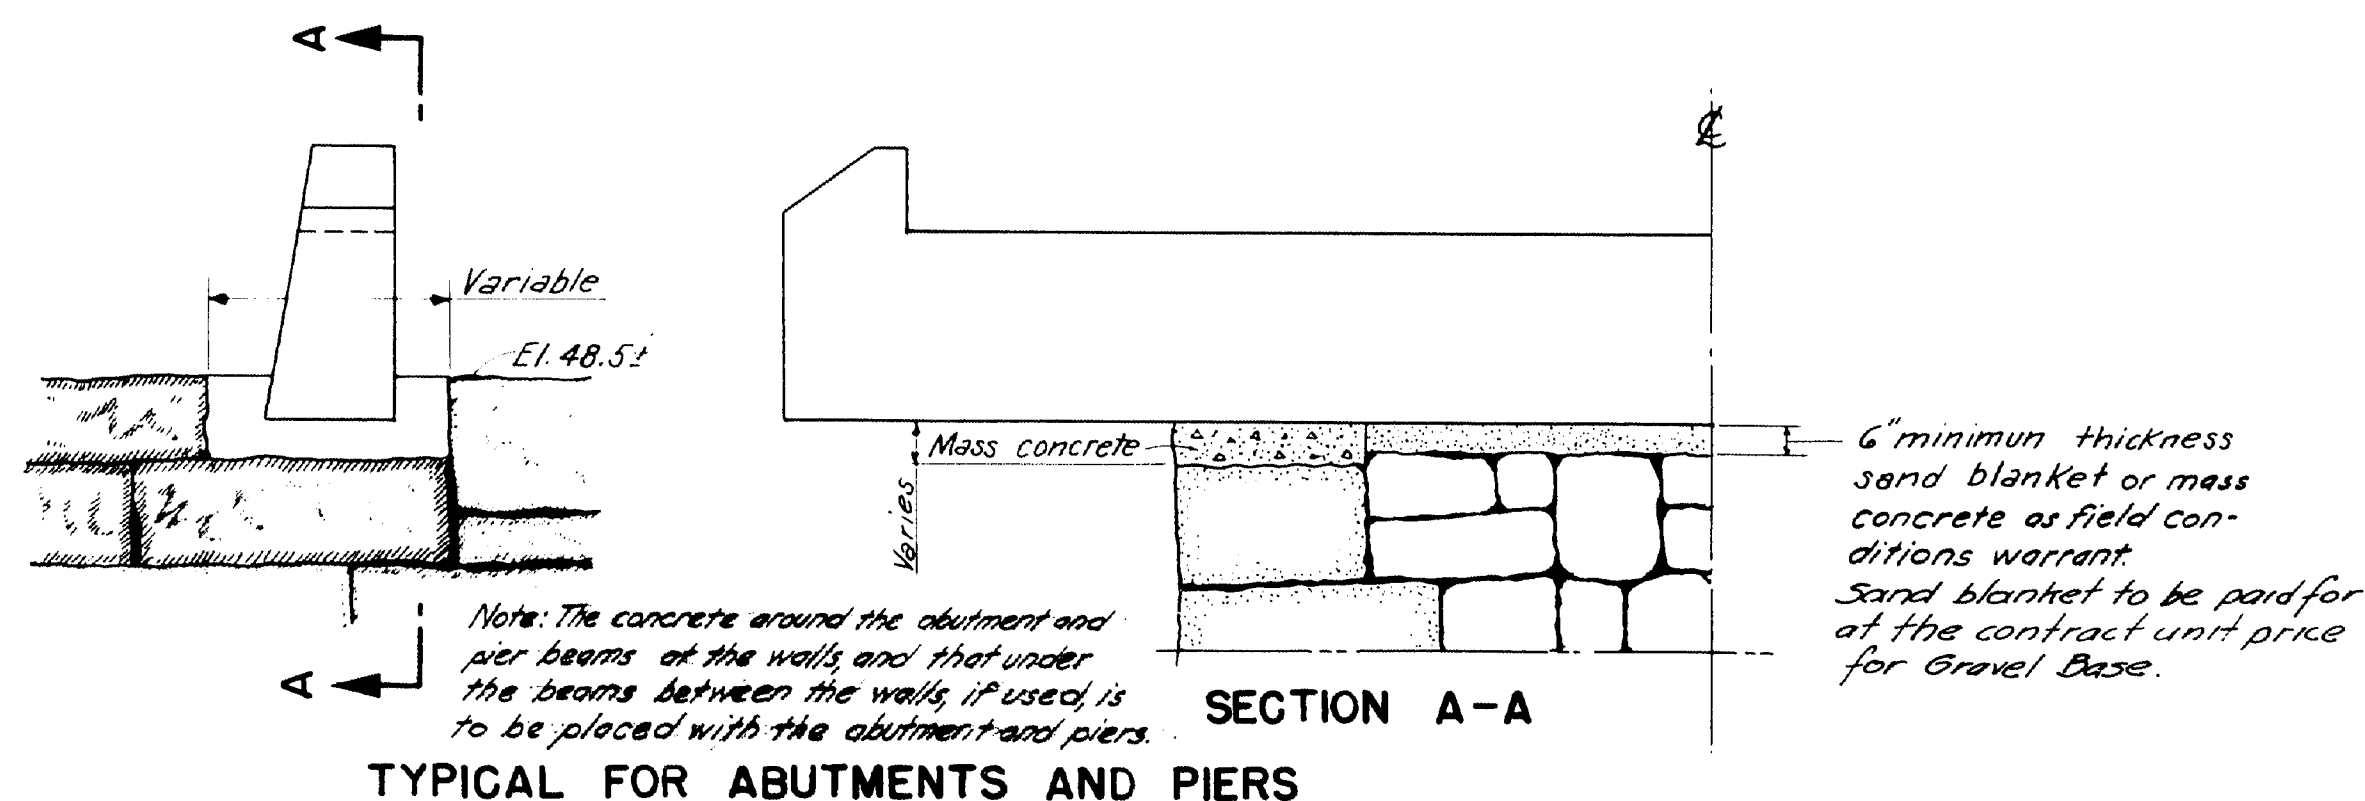 A
℄
Variable
El. 48.5±
Mass concrete
Varies
6" minimun thickness
sand blanket or mass
concrete as field con-
ditions warrant.
Sand blanket to be paid for
at the contract unit price
for Gravel Base.
Note: The concrete around the abutment and
pier beams at the walls, and that under
the beams between the walls, if used, is
to be placed with the abutment and piers.
A
SECTION A-A
TYPICAL FOR ABUTMENTS AND PIERS